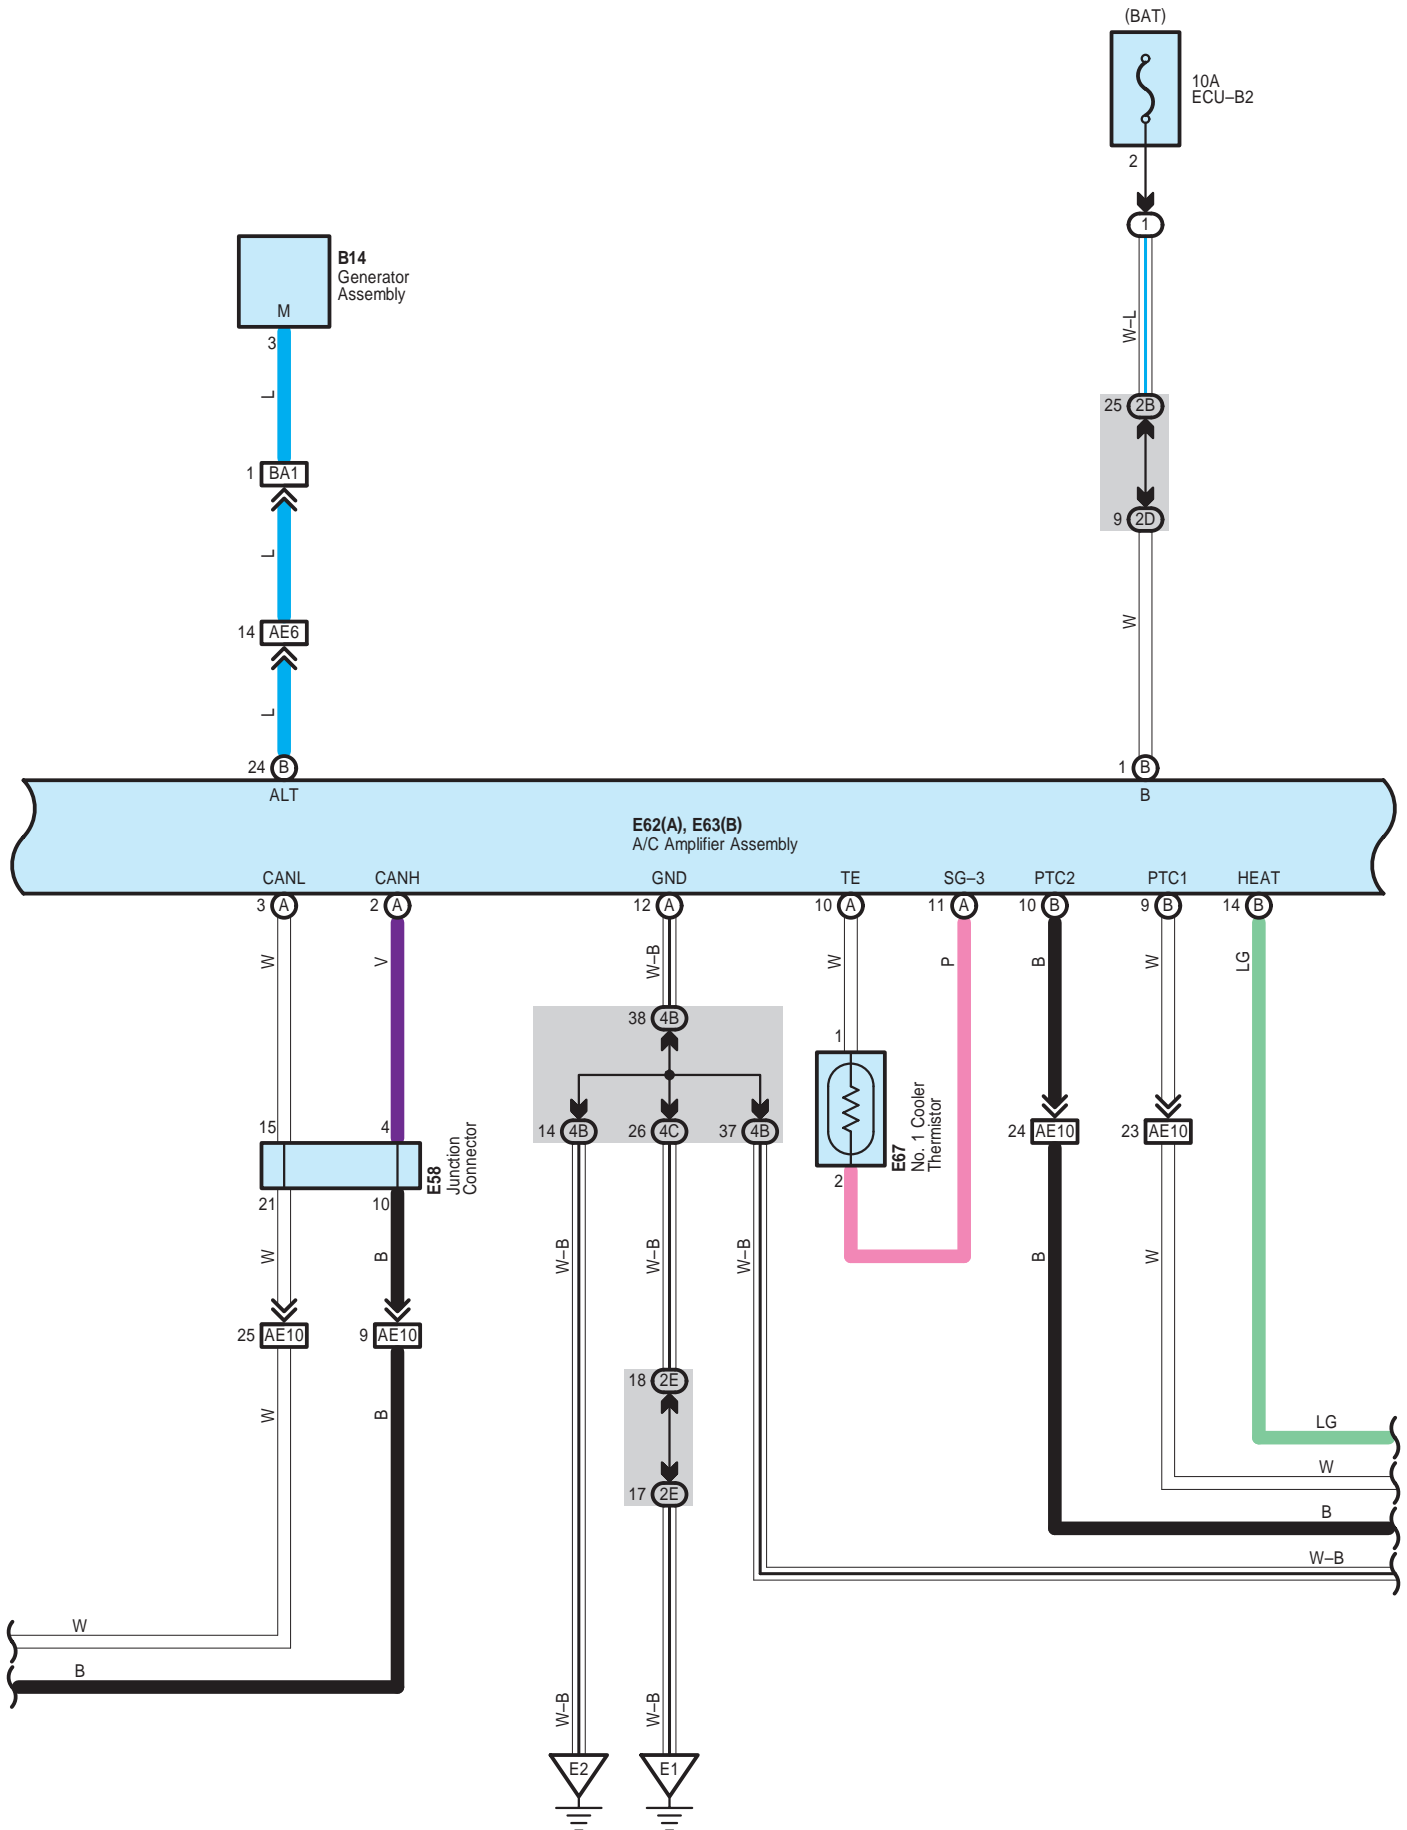 (BAT)
10A
ECU–B2
2
1
W–L
25 2B
9 2D
W
B14
Generator
Assembly
M
3
L
1 BA1
L
14 AE6
L
24 B
1 B
ALT
B
E62(A), E63(B)
A/C Amplifier Assembly
CANL CANH GND TE SG–3 PTC2 PTC1 HEAT
3 A 2 A 12 A 10 A 11 A 10 B 9 B 14 B
W V W–B W P B W LG
38 4B
1
14 4B 26 4C 37 4B
E67
No. 1 Cooler
Thermistor
2
24 AE10 23 AE10
15 4
E58
Junction
Connector
21 10
W B W–B W–B W–B B W
25 AE10 9 AE10
18 2E
17 2E
W B
LG
W
B
W–B
W
B
W–B W–B
E2 E1